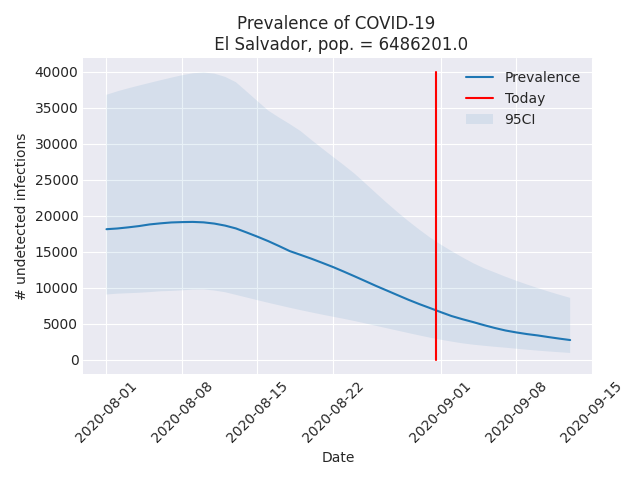 Prevalence of COVID-19
El Salvador, pop. = 6486201.0
# undetected infections
40000
35000
30000
25000
20000
15000
10000
5000
0
Prevalence
Today
95CI
2020-08-01
2020-08-08
2020-08-15
2020-08-22
2020-09-01
2020-09-08
2020-09-15
Date